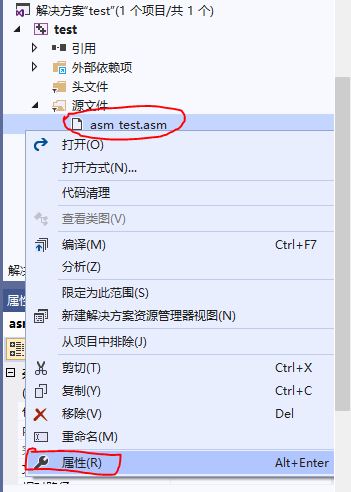 解决方案"test"(1 个项目/共 1 个)
test
引用
外部依赖项
头文件
源文件
asm test.asm
打开(O)
打开方式(N)...
代码清理
查看类图(V)
编译(M) Ctrl+F7
分析(Z)
限定为此范围(S)
解决
新建解决方案资源管理器视图(N)
属性
从项目中排除(J)
asm
剪切(T) Ctrl+X
复制(Y) Ctrl+C
移除(V) Del
重命名(M)
属性(R) Alt+Enter